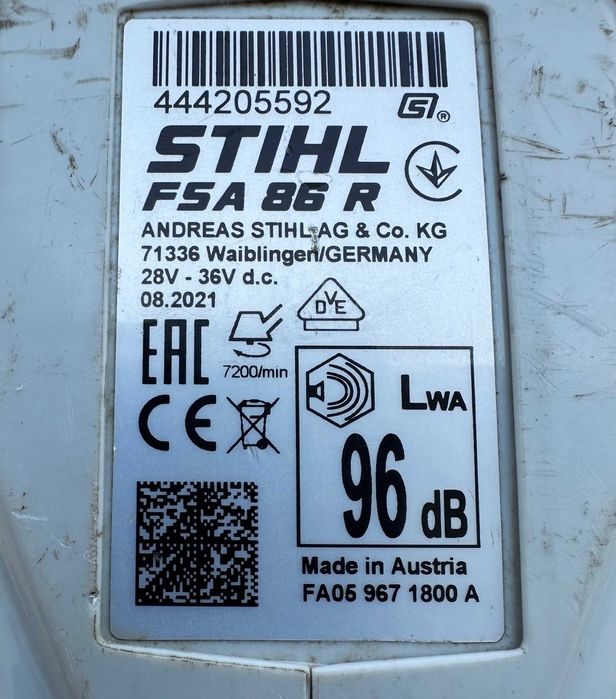 444205592
STIHL
FSA 86 R
ANDREAS STIHL AG & Co. KG
71336 Waiblingen/GERMANY
28V - 36V d.c.
08.2021
DVE
EAC
7200/min
CE
LWA
96 dB
Made in Austria
FA05 967 1800 A